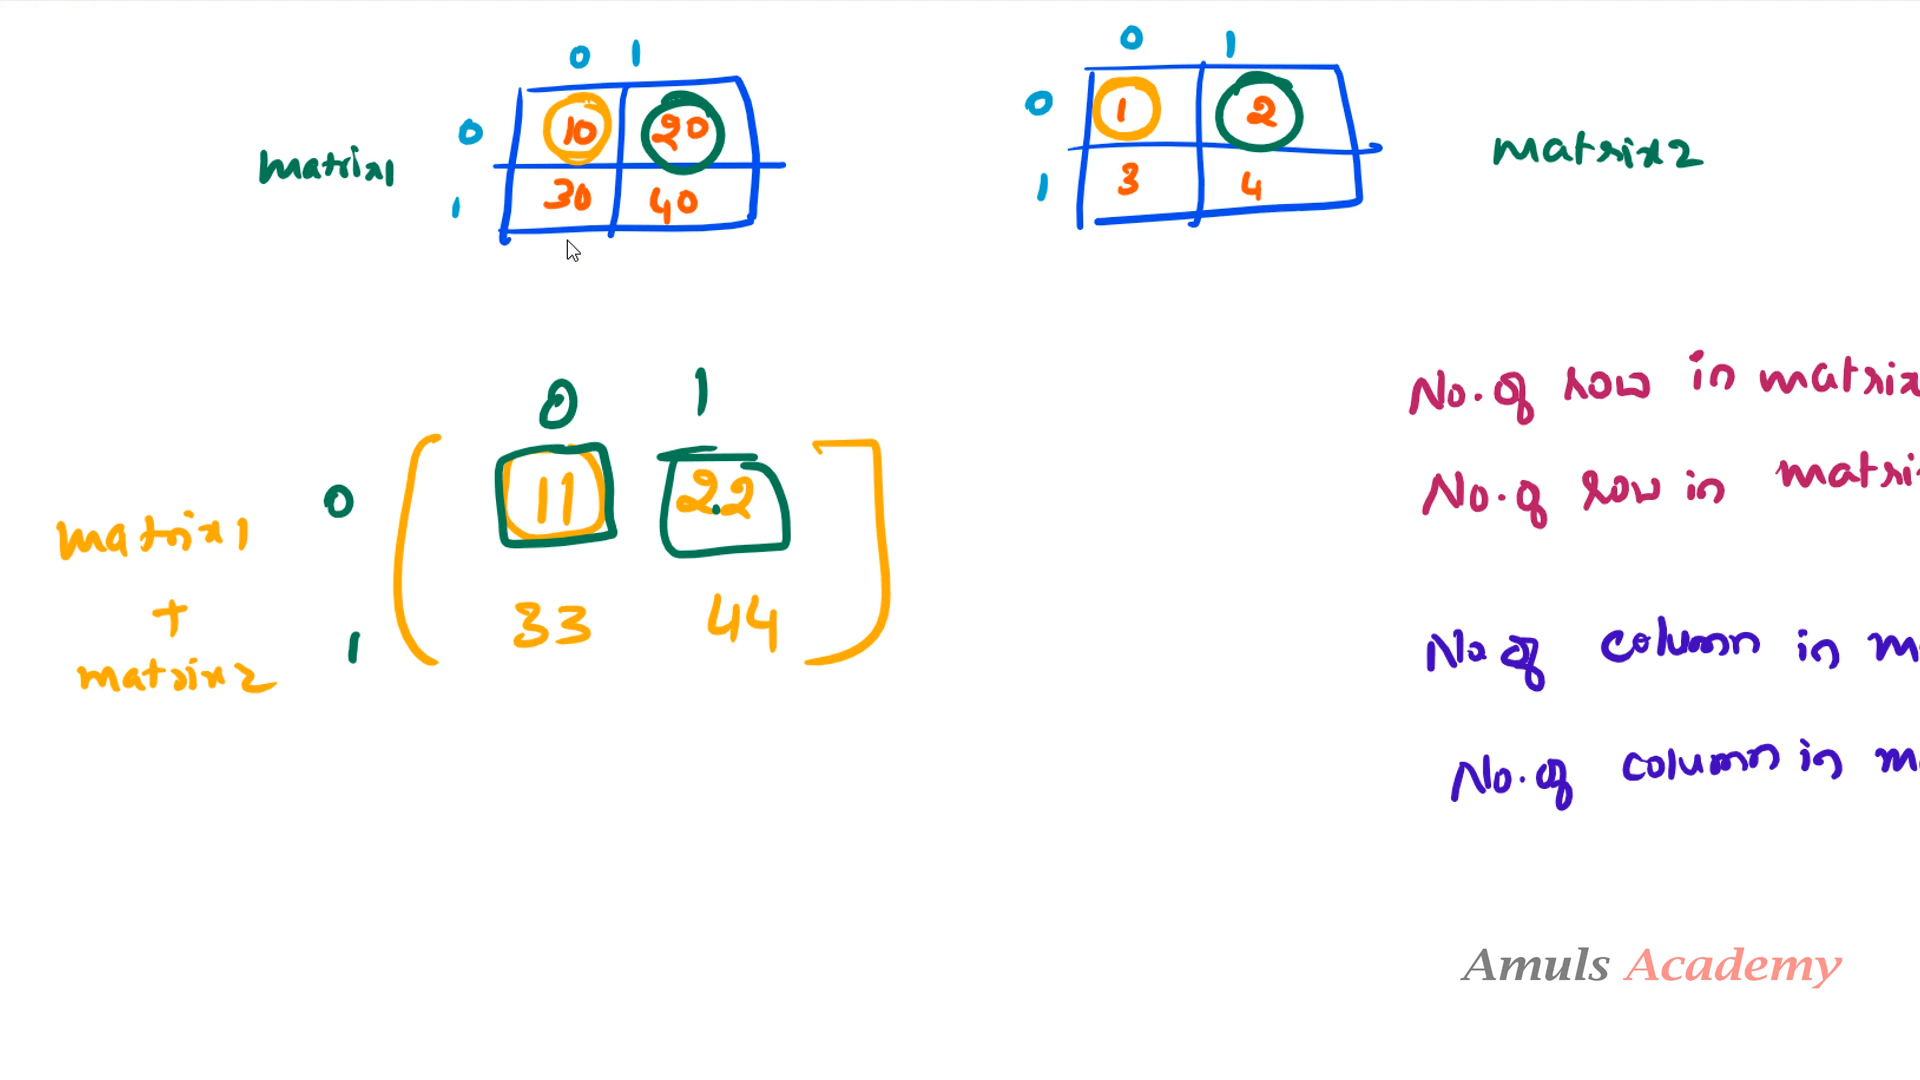 0 1
0 10 20
matrix1
1 30 40
0 1
0 1 2
matrix2
1 3 4
0 1
0 11 22
1 33 44
matrix1
+
matrix2
No. of row in matrix
No. of row in matri
No of column in m
No. of column in m
Amuls Academy